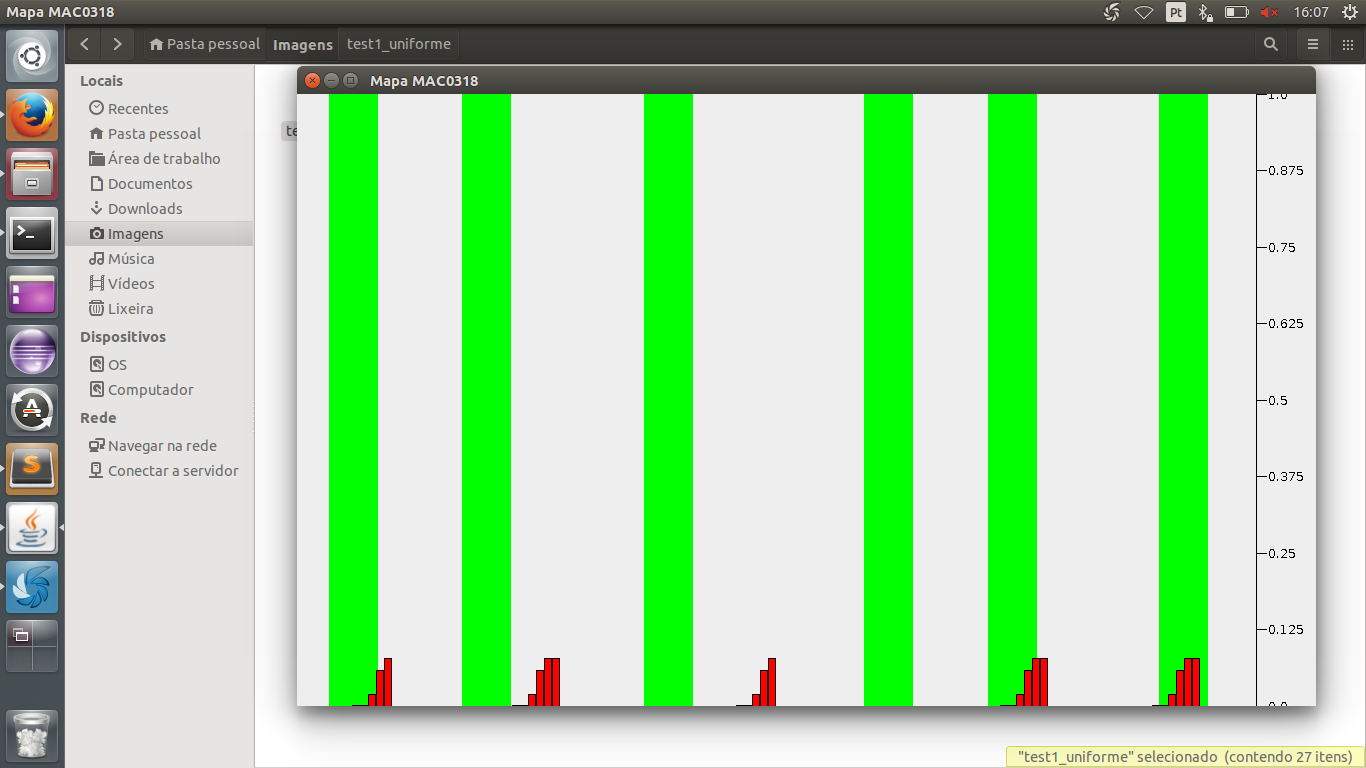 Mapa MAC0318
Pt
16:07
Pasta pessoal
Imagens
test1_uniforme
Locais
Recentes
Pasta pessoal
Área de trabalho
Documentos
Downloads
Imagens
Música
Vídeos
Lixeira
Dispositivos
OS
Computador
Rede
Navegar na rede
Conectar a servidor
te
Mapa MAC0318
1.0
0.875
0.75
0.625
0.5
0.375
0.25
0.125
0.0
"test1_uniforme" selecionado (contendo 27 itens)